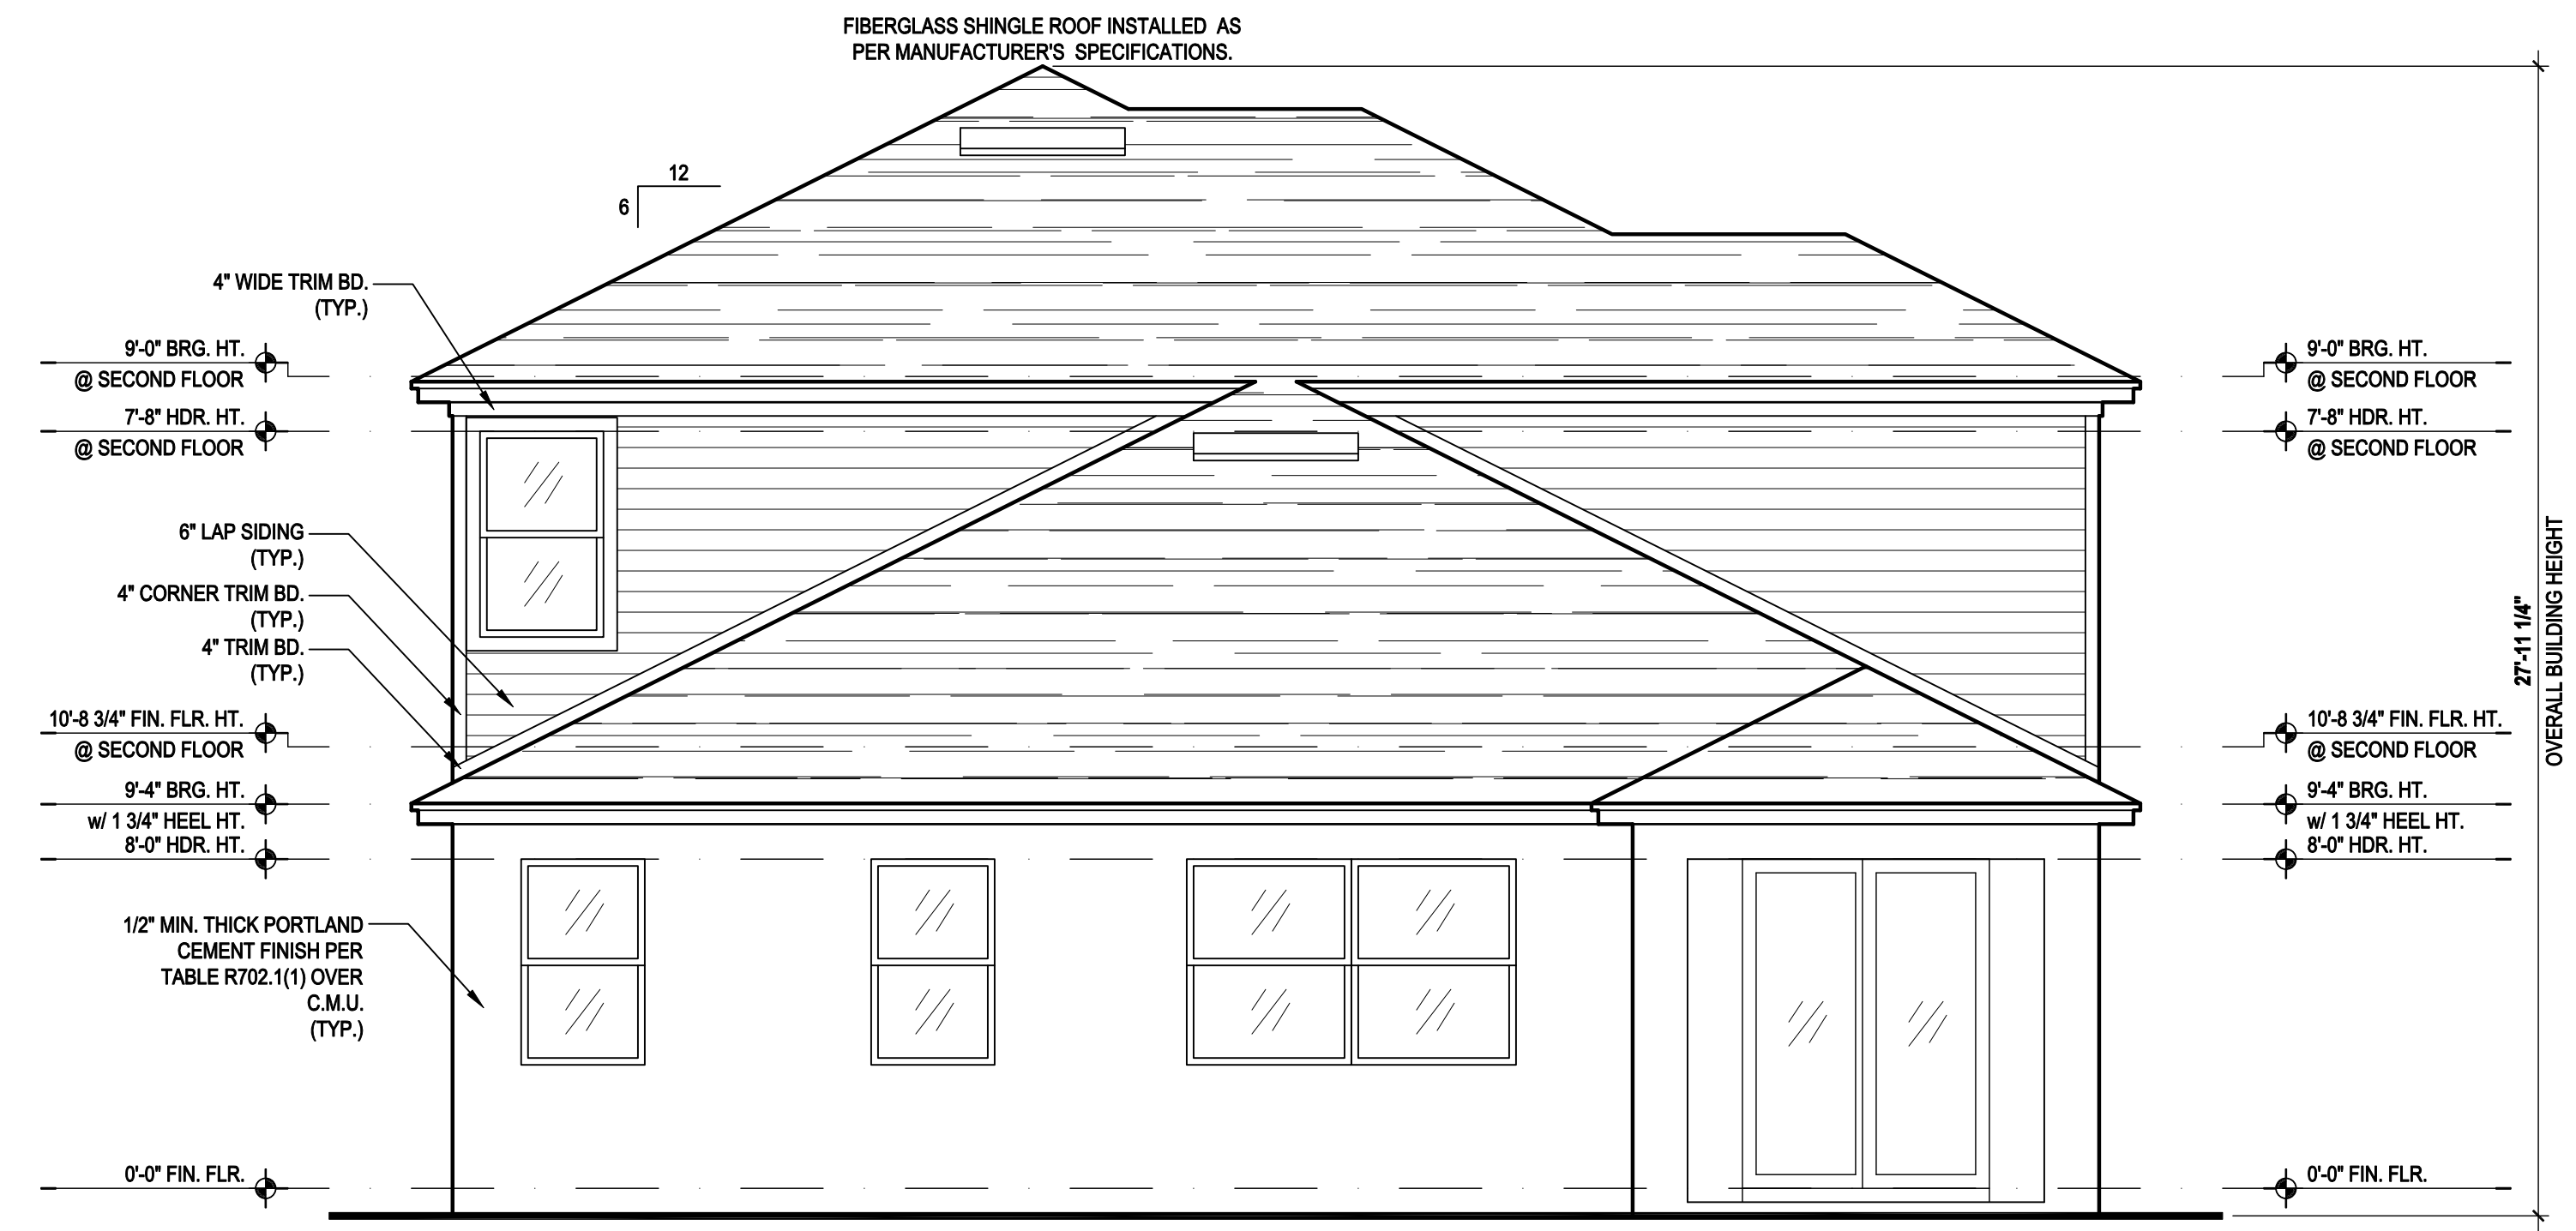 FIBERGLASS SHINGLE ROOF INSTALLED AS
PER MANUFACTURER'S SPECIFICATIONS.
12
6
4" WIDE TRIM BD.
(TYP.)
9'-0" BRG. HT.
@ SECOND FLOOR
7'-8" HDR. HT.
@ SECOND FLOOR
6" LAP SIDING
(TYP.)
4" CORNER TRIM BD.
(TYP.)
4" TRIM BD.
(TYP.)
10'-8 3/4" FIN. FLR. HT.
@ SECOND FLOOR
9'-4" BRG. HT.
w/ 1 3/4" HEEL HT.
8'-0" HDR. HT.
1/2" MIN. THICK PORTLAND
CEMENT FINISH PER
TABLE R702.1(1) OVER
C.M.U.
(TYP.)
0'-0" FIN. FLR.
9'-0" BRG. HT.
@ SECOND FLOOR
7'-8" HDR. HT.
@ SECOND FLOOR
10'-8 3/4" FIN. FLR. HT.
@ SECOND FLOOR
9'-4" BRG. HT.
w/ 1 3/4" HEEL HT.
8'-0" HDR. HT.
0'-0" FIN. FLR.
27'-11 1/4"
OVERALL BUILDING HEIGHT